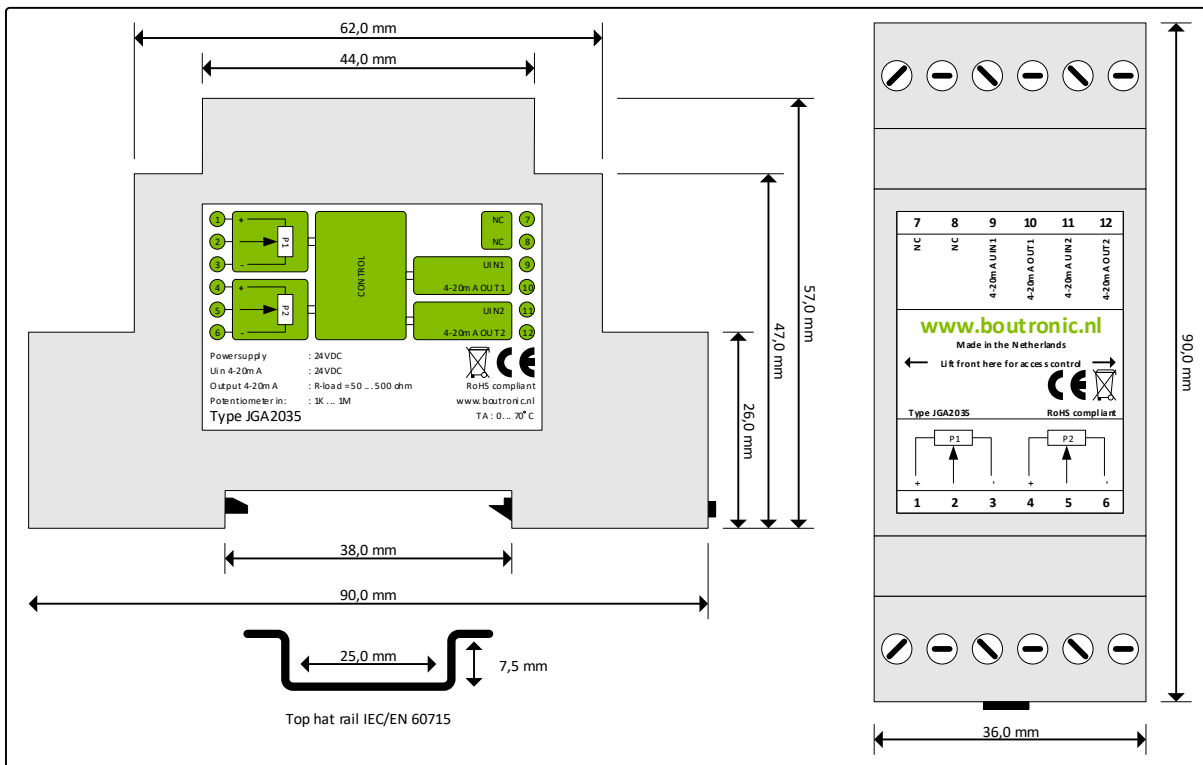 62,0 mm
44,0 mm
57,0 mm
47,0 mm
26,0 mm
1 +
2
3 -
P1
4 +
5
6 -
P2
CONTROL
NC 7
NC 8
UIN1 9
4-20mA OUT1 10
UIN2 11
4-20mA OUT2 12
Powersupply : 24VDC
Uin 4-20mA : 24VDC
Output 4-20mA : R-load = 50 ... 500 ohm
Potentiometer in: : 1K ... 1M
Type JGA2035
CE
RoHS compliant
www.boutronic.nl
TA : 0... 70°C
38,0 mm
90,0 mm
25,0 mm
7,5 mm
Top hat rail IEC/EN 60715
7 8 9 10 11 12
NC
NC
4-20mA UIN1
4-20mA OUT1
4-20mA UIN2
4-20mA OUT2
www.boutronic.nl
Made in the Netherlands
Lift front here for access control
CE
Type JGA2035 RoHS compliant
P1 P2
+ - + -
1 2 3 4 5 6
90,0 mm
36,0 mm